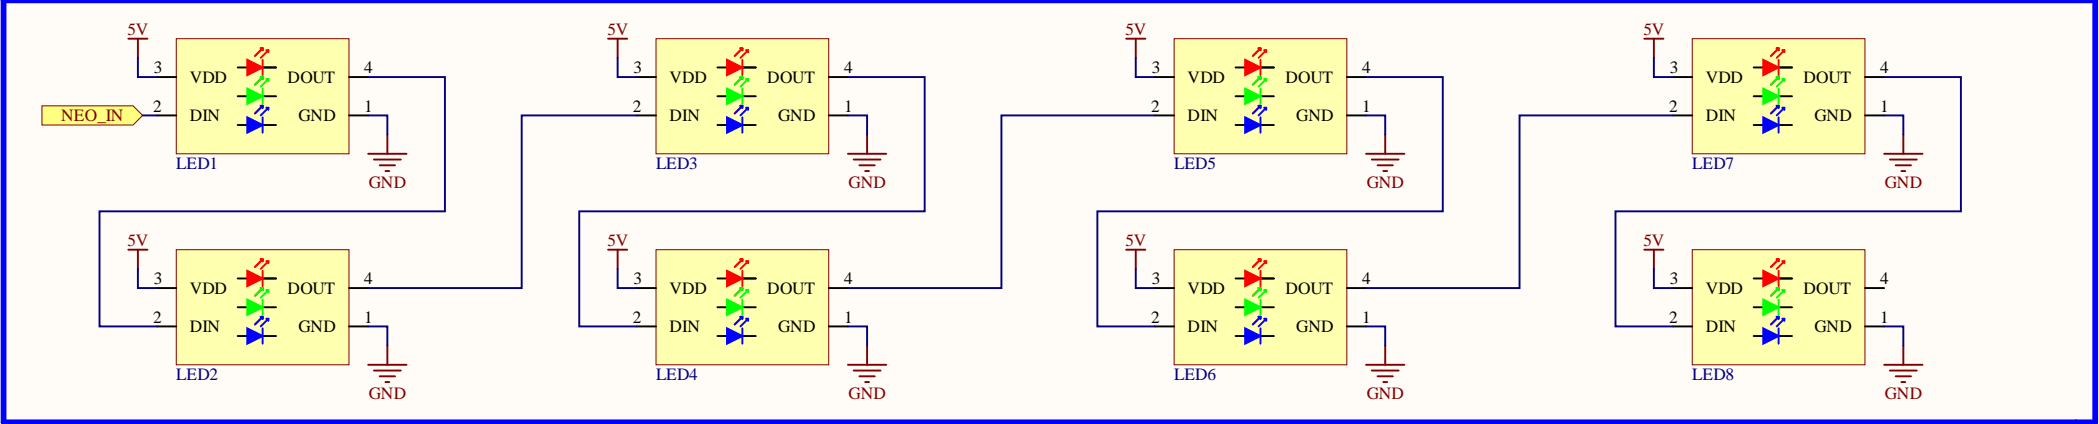 5V 5V 5V 5V
3 VDD DOUT 4 3 VDD DOUT 4 3 VDD DOUT 4 3 VDD DOUT 4
NEO_IN 2 DIN GND 1 2 DIN GND 1 2 DIN GND 1 2 DIN GND 1
LED1 LED3 LED5 LED7
GND GND GND GND
5V 5V 5V 5V
3 VDD DOUT 4 3 VDD DOUT 4 3 VDD DOUT 4 3 VDD DOUT 4
2 DIN GND 1 2 DIN GND 1 2 DIN GND 1 2 DIN GND 1
LED2 LED4 LED6 LED8
GND GND GND GND